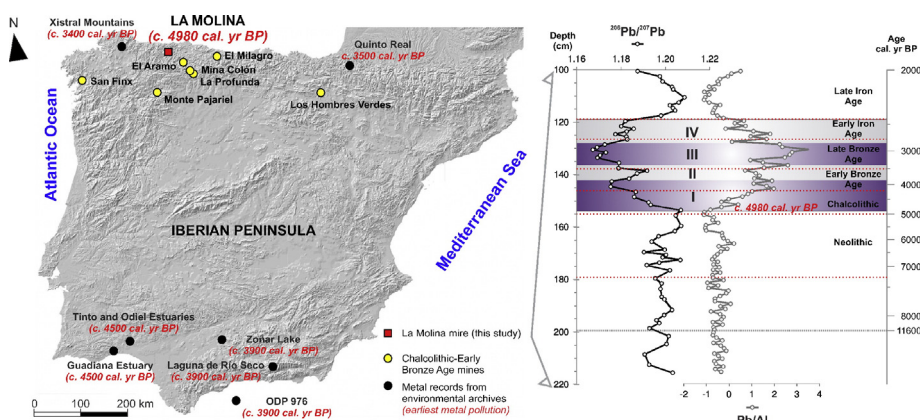 N
Xistral Mountains
(c. 3400 cal. yr BP)
LA MOLINA
(c. 4980 cal. yr BP)
El Milagro
Quinto Real
(c. 3500 cal. yr BP)
El Aramo
Mina Colón
La Profunda
San Finx
Monte Pajariel
Los Hombres Verdes
Atlantic Ocean
Mediterranean Sea
IBERIAN PENINSULA
Tinto and Odiel Estuaries
(c. 4500 cal. yr BP)
Zoñar Lake
(c. 3900 cal. yr BP)
Guadiana Estuary
(c. 4500 cal. yr BP)
Laguna de Río Seco
(c. 3900 cal. yr BP)
ODP 976
(c. 3900 cal. yr BP)
0 100 200 km
La Molina mire (this study)
Chalcolithic-Early
Bronze Age mines
Metal records from
environmental archives
(earliest metal pollution)
Depth
(cm)
206Pb/207Pb
Age
cal. yr BP
1.16 1.18 1.20 1.22
100
120
140
160
180
200
220
2000
3000
4000
5000
6000
7000
8000
11600
Late Iron
Age
Early Iron
Age
IV
Late Bronze
Age
III
Early Bronze
Age
II
I
Chalcolithic
c. 4980 cal. yr BP
Neolithic
-2 -1 0 1 2 3 4
Pb/Al